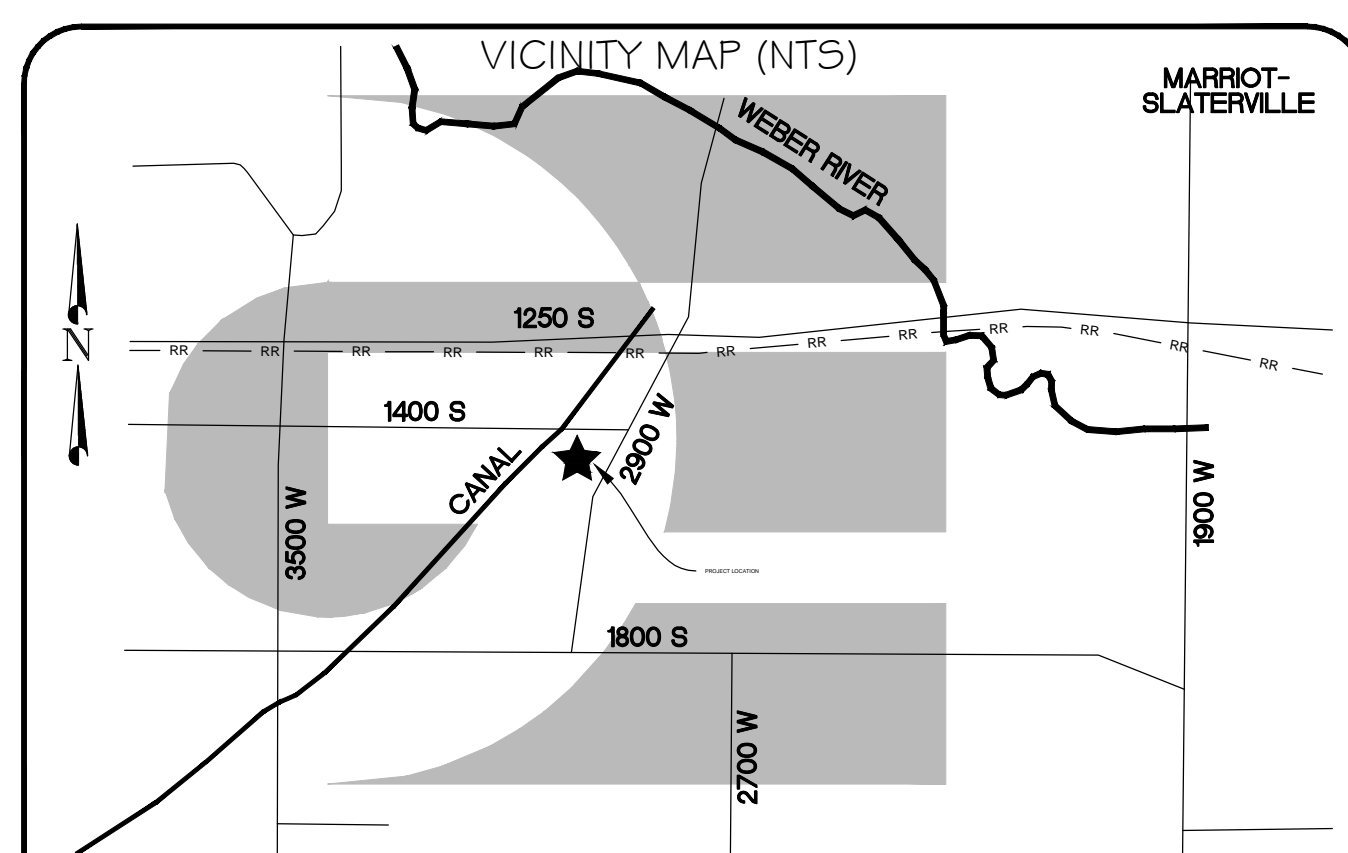 VICINITY MAP (NTS)
MARRIOT-
SLATERVILLE
WEBER RIVER
N
1250 S
RR RR RR RR RR RR RR RR RR RR RR RR RR
1400 S
2900 W
CANAL
3500 W
1900 W
PROJECT LOCATION
1800 S
2700 W